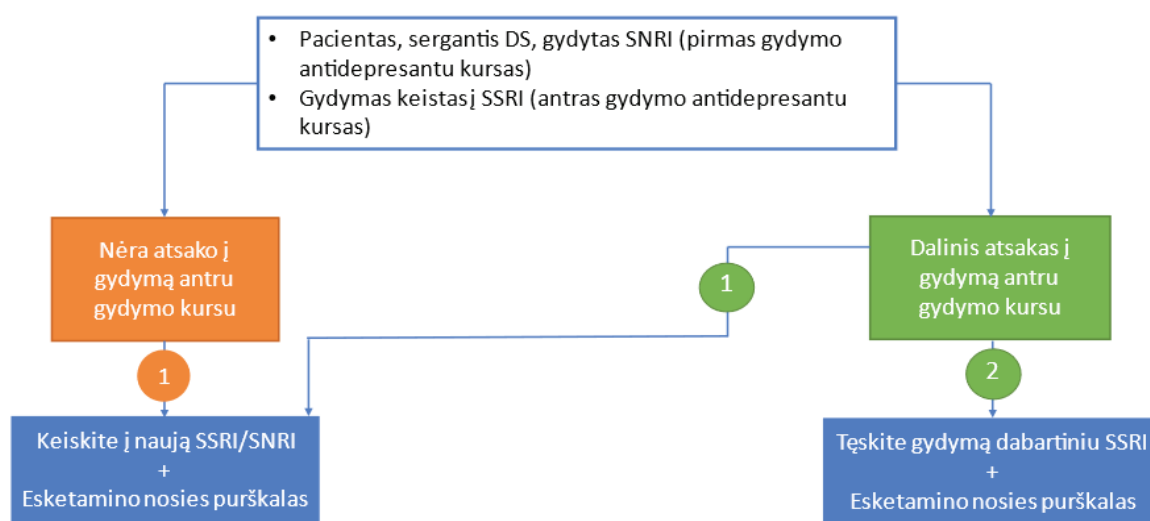 • Pacientas, sergantis DS, gydytas SNRI (pirmas gydymo
antidepresantu kursas)
• Gydymas keistasį SSRI (antras gydymo antidepresantu
kursas)
Nėra atsako į
gydymą antru
gydymo kursu
Dalinis atsakas į
gydymą antru
gydymo kursu
1
1
2
Keiskite į naują SSRI/SNRI
+
Esketamino nosies purškalas
Tęskite gydymą dabartiniu SSRI
+
Esketamino nosies purškalas